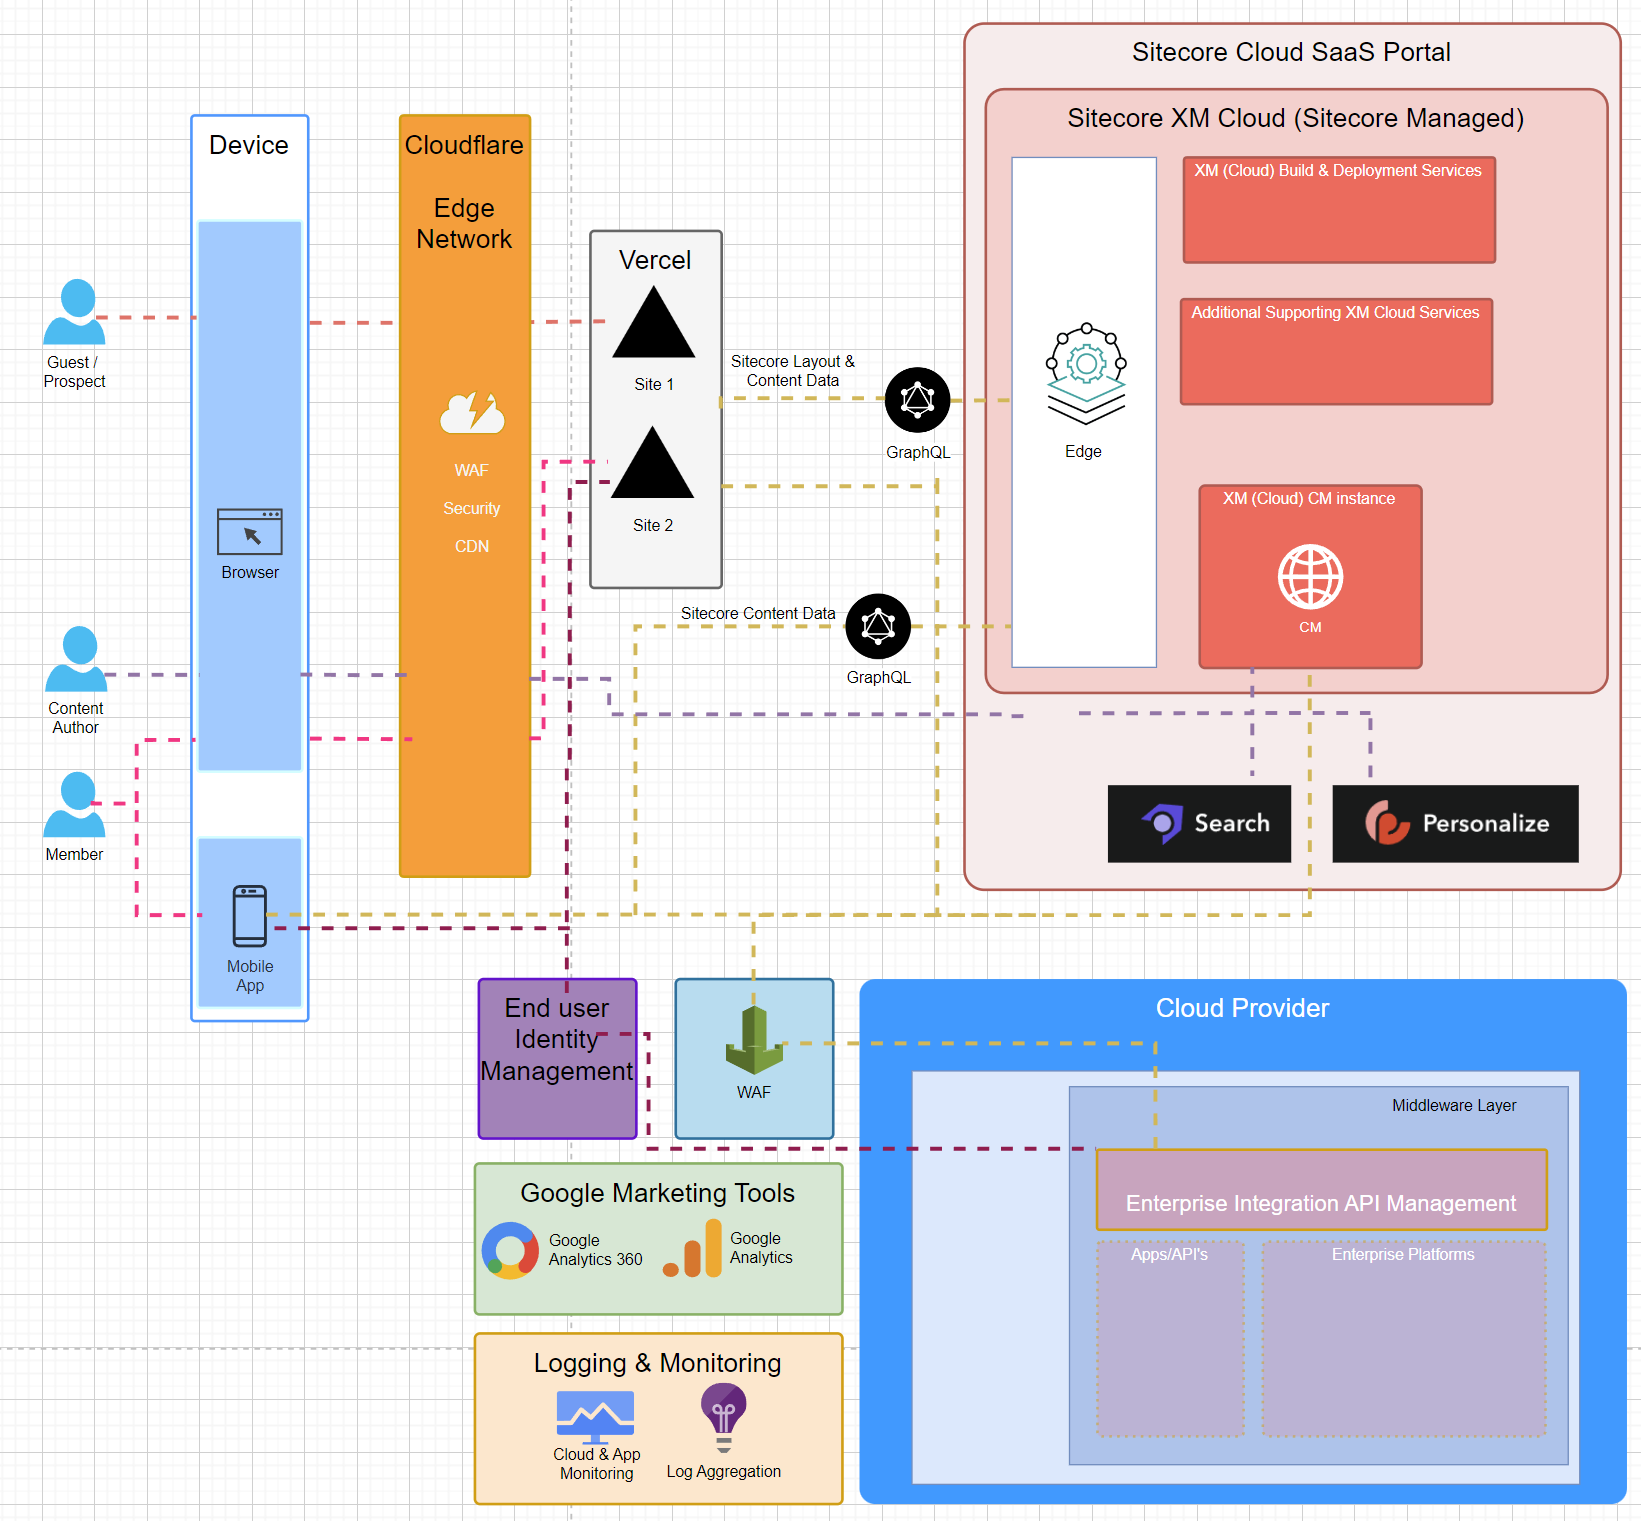 Sitecore Cloud SaaS Portal
Sitecore XM Cloud (Sitecore Managed)
Device
Cloudflare
Edge
Network
XM (Cloud) Build & Deployment Services
Vercel
Additional Supporting XM Cloud Services
Guest /
Prospect
Site 1
Sitecore Layout &
Content Data
GraphQL
Edge
WAF
Security
CDN
XM (Cloud) CM instance
Site 2
Browser
Sitecore Content Data
CM
GraphQL
Content
Author
Member
Search
Personalize
Mobile
App
End user
Identity
Management
WAF
Cloud Provider
Middleware Layer
Enterprise Integration API Management
Google Marketing Tools
Google
Analytics 360
Google
Analytics
Apps/API's
Enterprise Platforms
Logging & Monitoring
Cloud & App
Monitoring
Log Aggregation